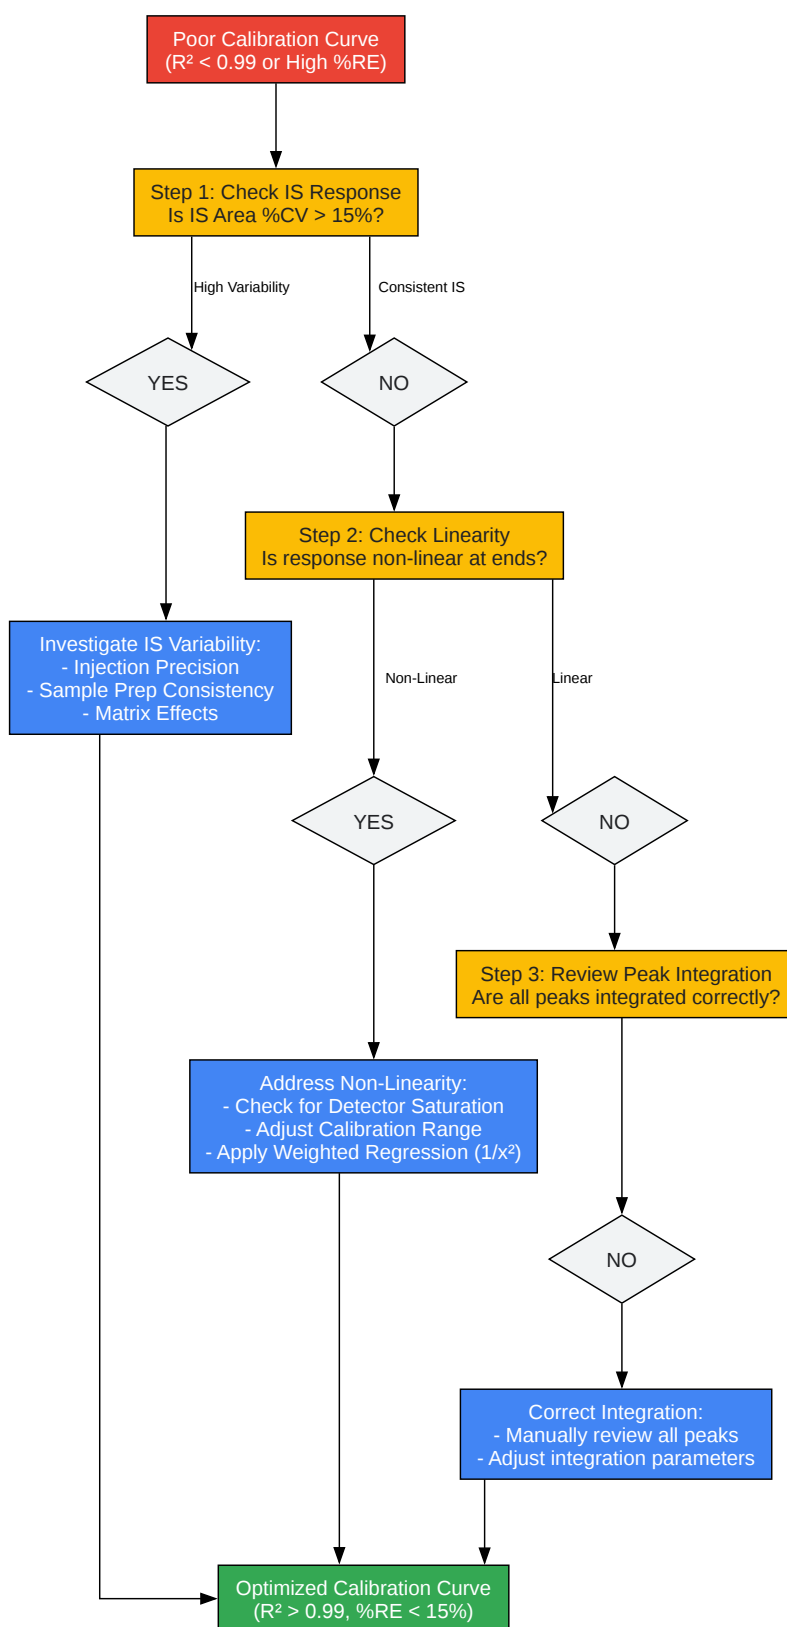 Poor Calibration Curve
(R² < 0.99 or High %RE)
Step 1: Check IS Response
Is IS Area %CV > 15%?
High Variability
Consistent IS
YES
NO
Step 2: Check Linearity
Is response non-linear at ends?
Investigate IS Variability:
- Injection Precision
- Sample Prep Consistency
- Matrix Effects
Non-Linear
Linear
YES
NO
Step 3: Review Peak Integration
Are all peaks integrated correctly?
Address Non-Linearity:
- Check for Detector Saturation
- Adjust Calibration Range
- Apply Weighted Regression (1/x²)
NO
Correct Integration:
- Manually review all peaks
- Adjust integration parameters
Optimized Calibration Curve
(R² > 0.99, %RE < 15%)